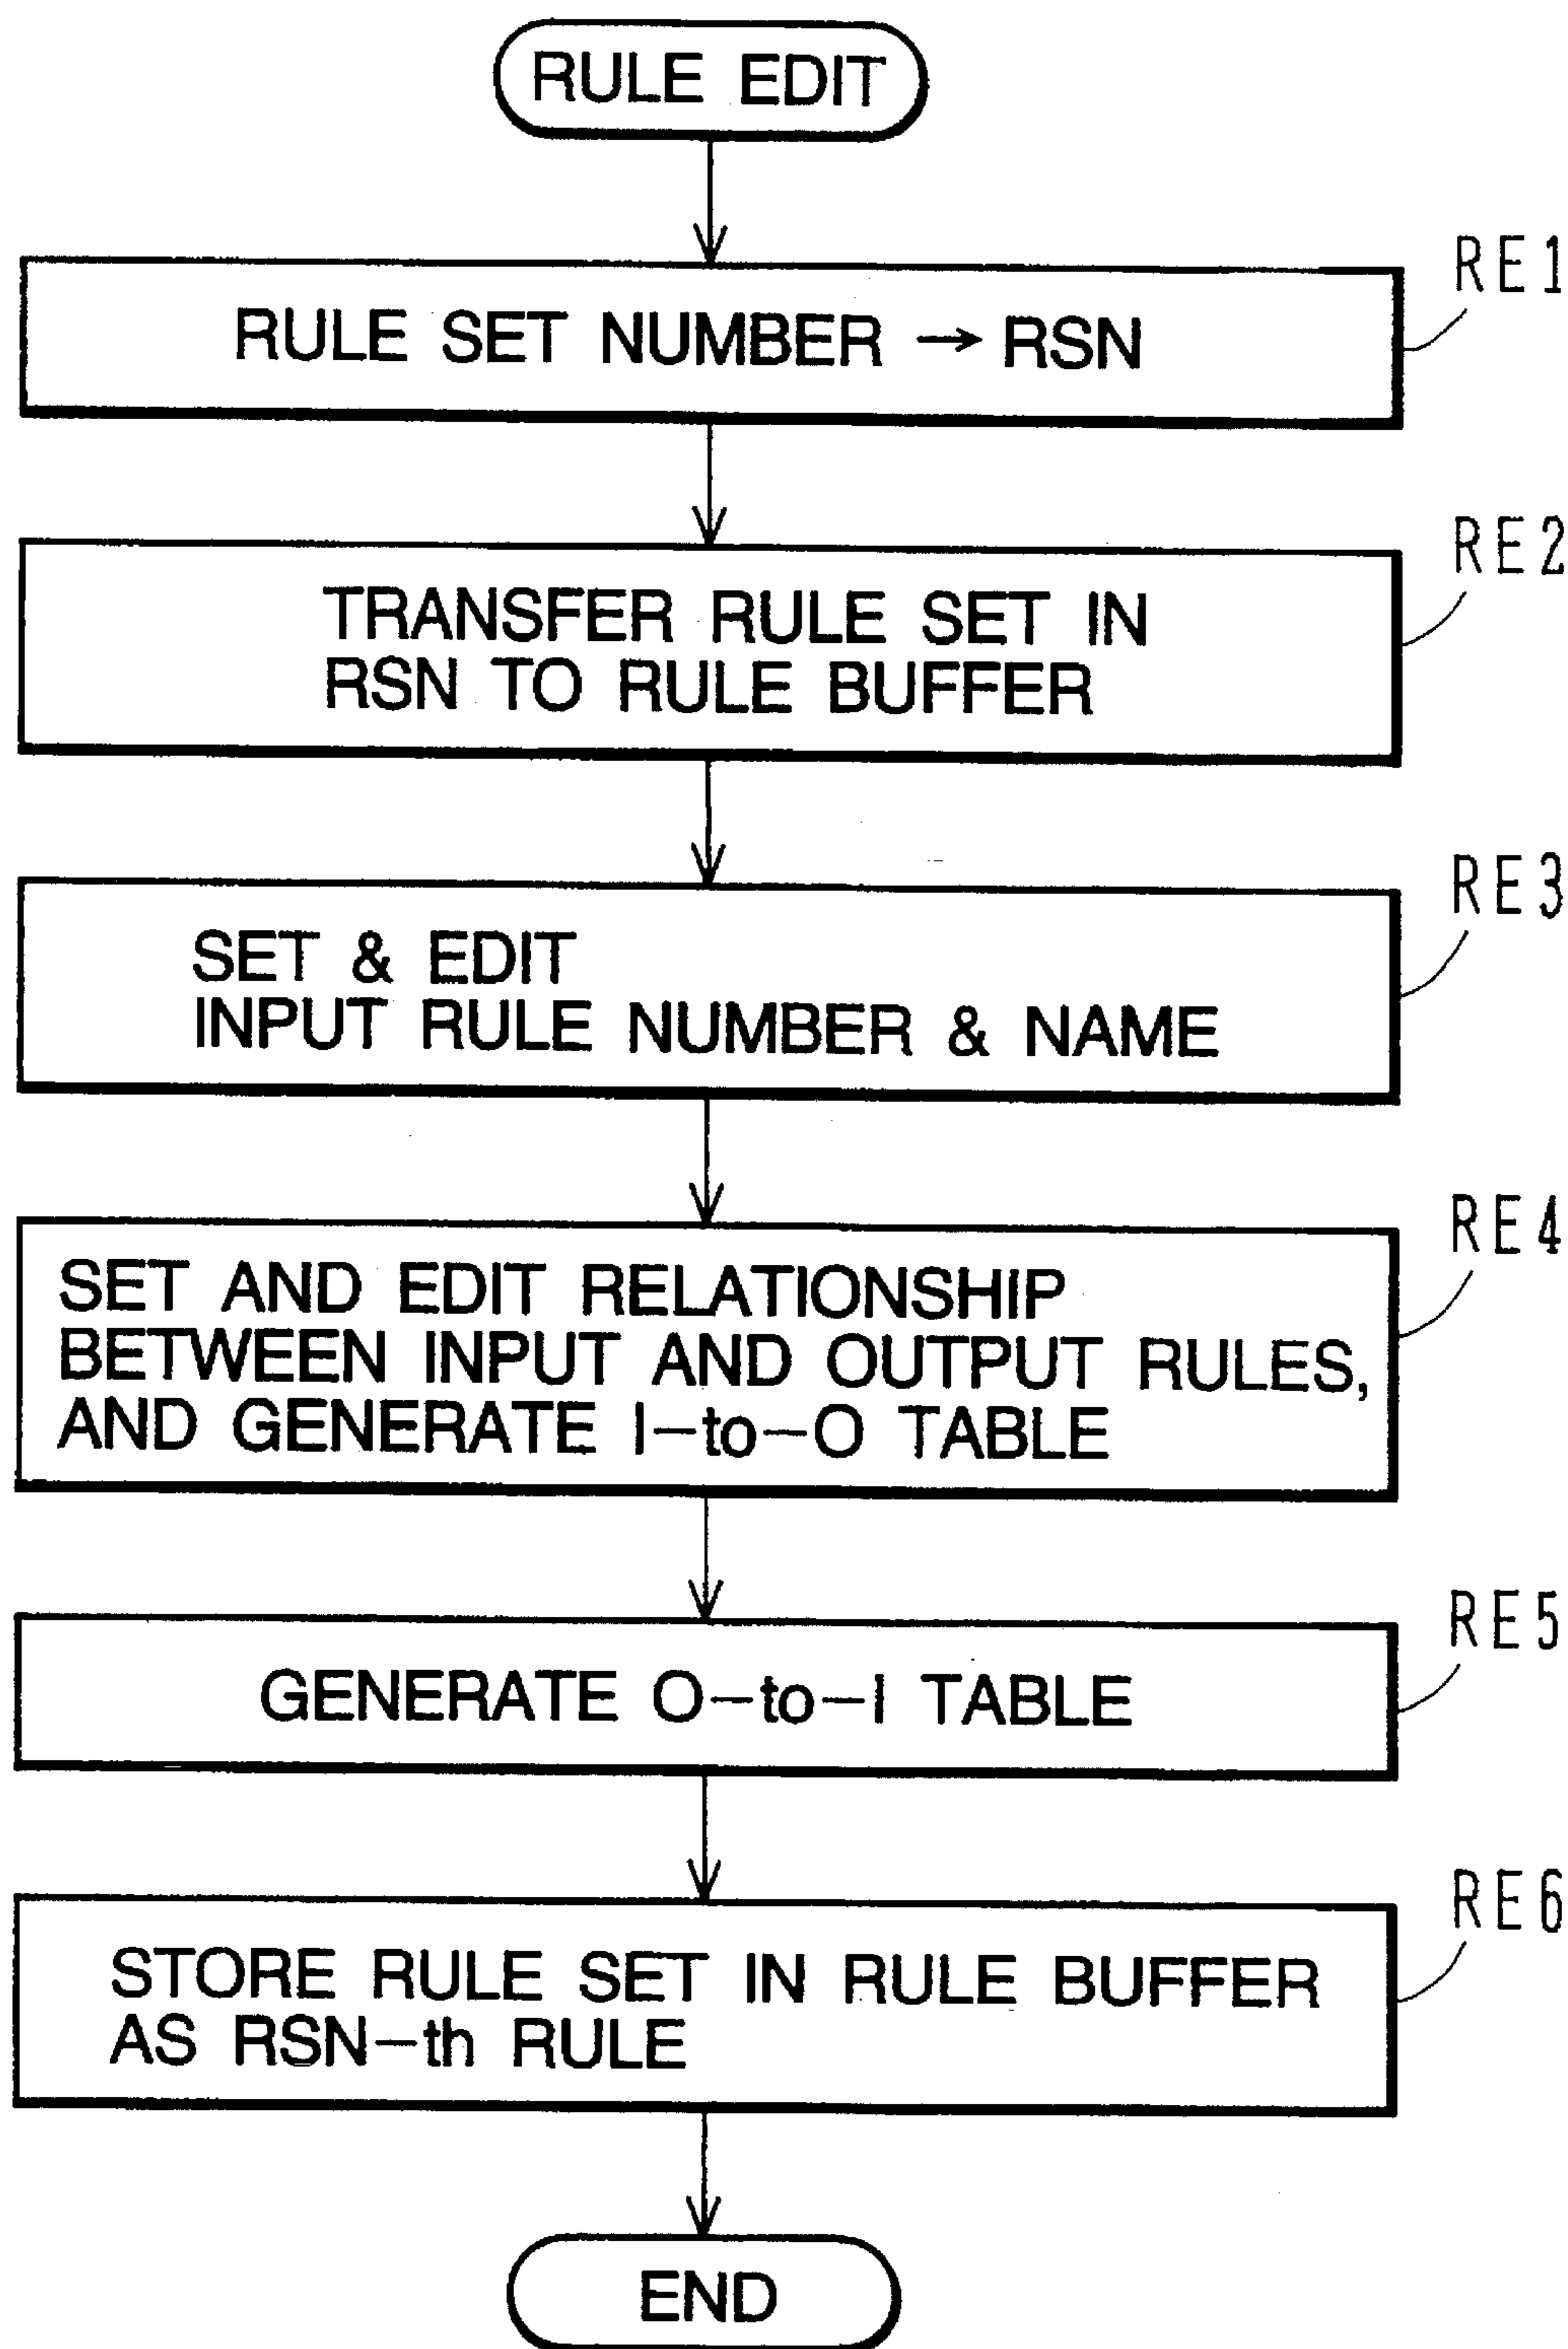 RULE EDIT
RE1
RULE SET NUMBER → RSN
RE2
TRANSFER RULE SET IN
RSN TO RULE BUFFER
RE3
SET & EDIT
INPUT RULE NUMBER & NAME
RE4
SET AND EDIT RELATIONSHIP
BETWEEN INPUT AND OUTPUT RULES,
AND GENERATE I-to-O TABLE
RE5
GENERATE O-to-I TABLE
RE6
STORE RULE SET IN RULE BUFFER
AS RSN-th RULE
END